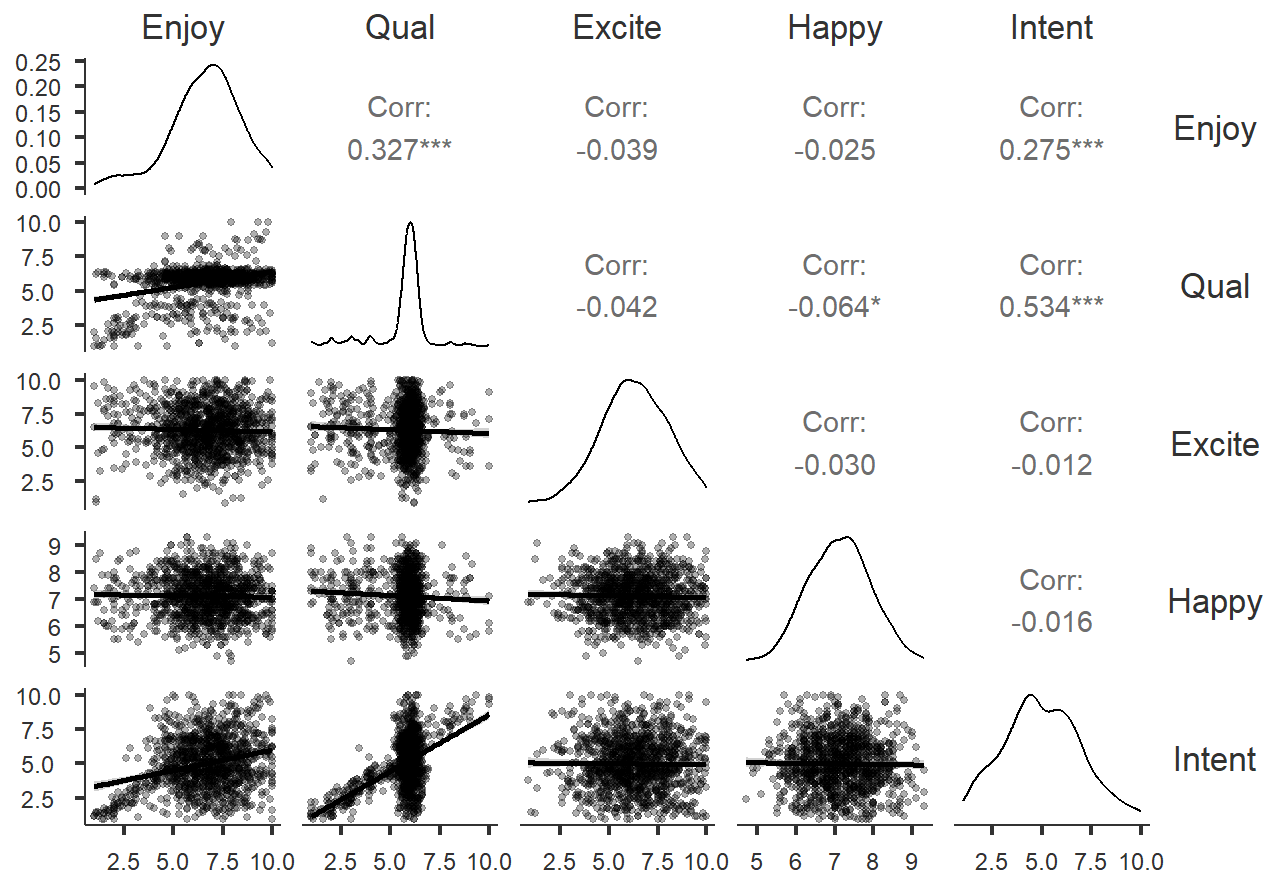 Enjoy Qual Excite Happy Intent
0.25
0.20
0.15
0.10
0.05
0.00
Corr: Corr: Corr: Corr:
0.327*** -0.039 -0.025 0.275***
Enjoy
10.0
7.5
5.0
2.5
Corr: Corr: Corr:
-0.042 -0.064* 0.534***
Qual
10.0
7.5
5.0
2.5
Corr: Corr:
-0.030 -0.012
Excite
9
8
7
6
5
Corr:
-0.016
Happy
10.0
7.5
5.0
2.5
Intent
2.5 5.0 7.5 10.0 2.5 5.0 7.5 10.0 2.5 5.0 7.5 10.0 5 6 7 8 9 2.5 5.0 7.5 10.0